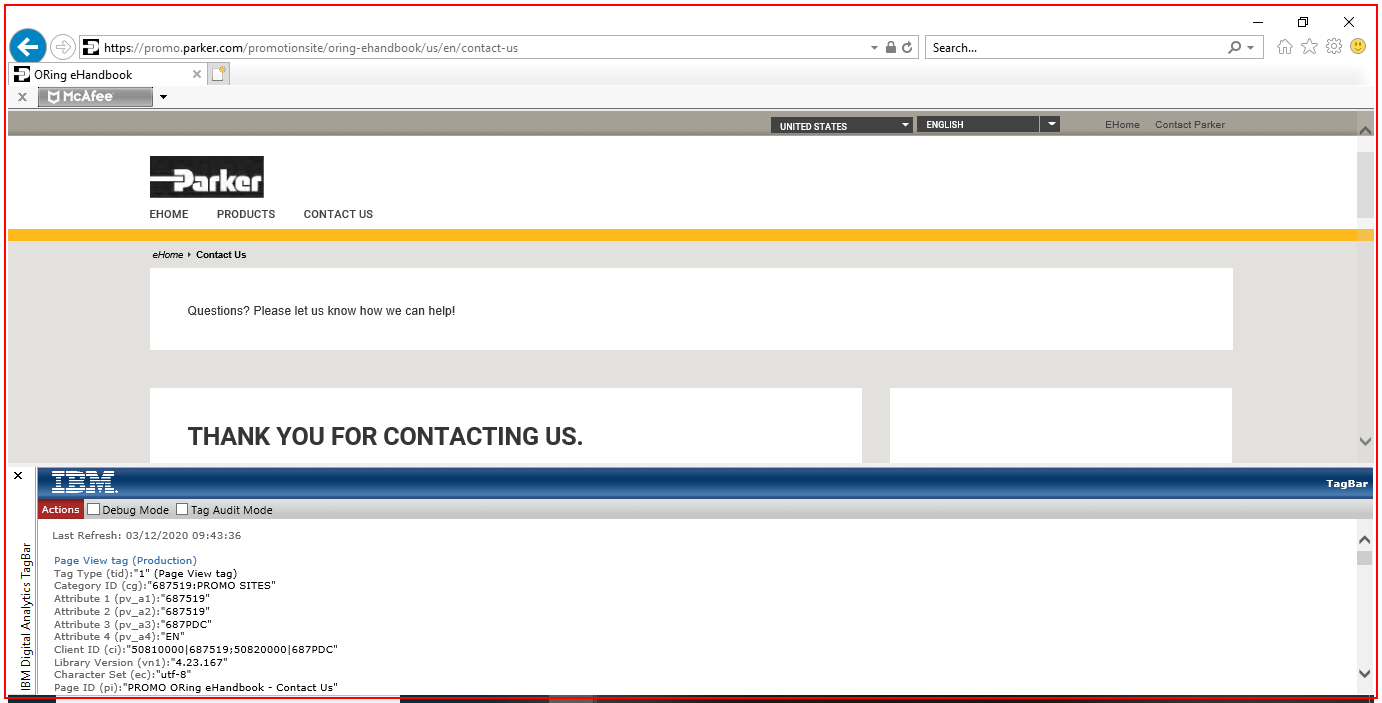 https://promo.parker.com/promotionsite/oring-ehandbook/us/en/contact-us
Search...
ORing eHandbook
x McAfee
UNITED STATES ENGLISH EHome Contact Parker
Parker
EHOME PRODUCTS CONTACT US
eHome Contact Us
Questions? Please let us know how we can help!
THANK YOU FOR CONTACTING US.
IBM.
TagBar
Actions Debug Mode Tag Audit Mode
IBM Digital Analytics TagBar
Last Refresh: 03/12/2020 09:43:36
Page View tag (Production)
Tag Type (tid):"1" (Page View tag)
Category ID (cg):"687519:PROMO SITES"
Attribute 1 (pv_a1):"687519"
Attribute 2 (pv_a2):"687519"
Attribute 3 (pv_a3):"687PDC"
Attribute 4 (pv_a4):"EN"
Client ID (ci):"50810000|687519;50820000|687PDC"
Library Version (vn1):"4.23.167"
Character Set (ec):"utf-8"
Page ID (pi):"PROMO ORing eHandbook - Contact Us"